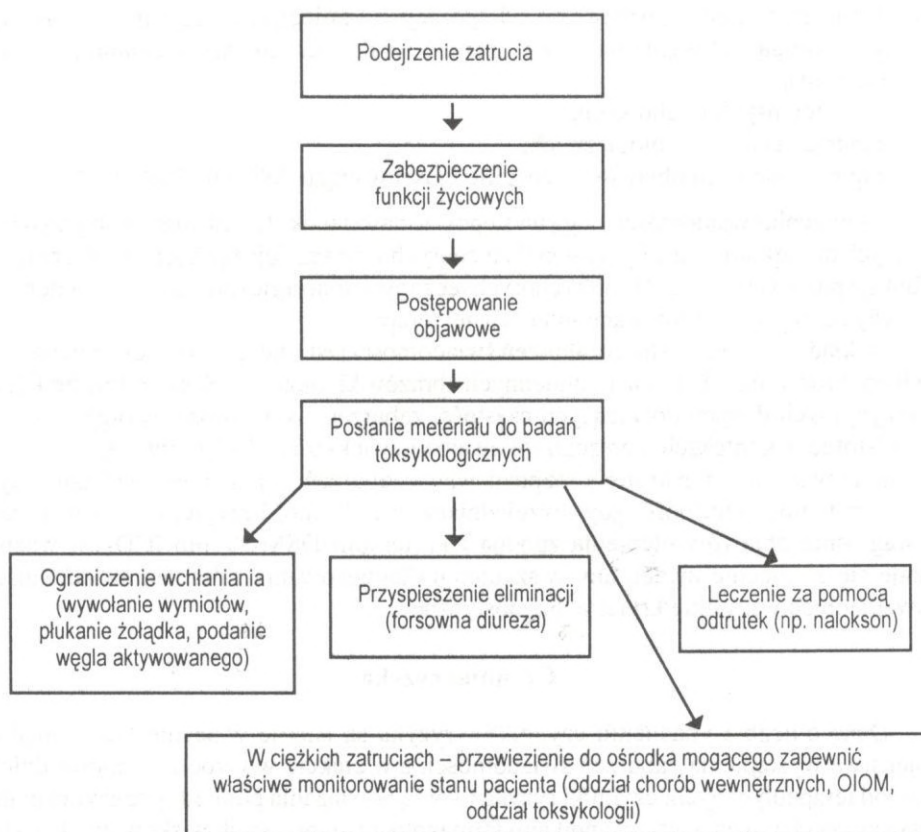 Podejrzenie zatrucia
Zabezpieczenie
funkcji życiowych
Postępowanie
objawowe
Posłanie meteriału do badań
toksykologicznych
Ograniczenie wchłaniania
(wywołanie wymiotów,
płukanie żołądka, podanie
węgla aktywowanego)
Przyspieszenie eliminacji
(forsowna diureza)
Leczenie za pomocą
odtrutek (np. nalokson)
W ciężkich zatruciach – przewiezienie do ośrodka mogącego zapewnić
właściwe monitorowanie stanu pacjenta (oddział chorób wewnętrznych, OIOM,
oddział toksykologii)